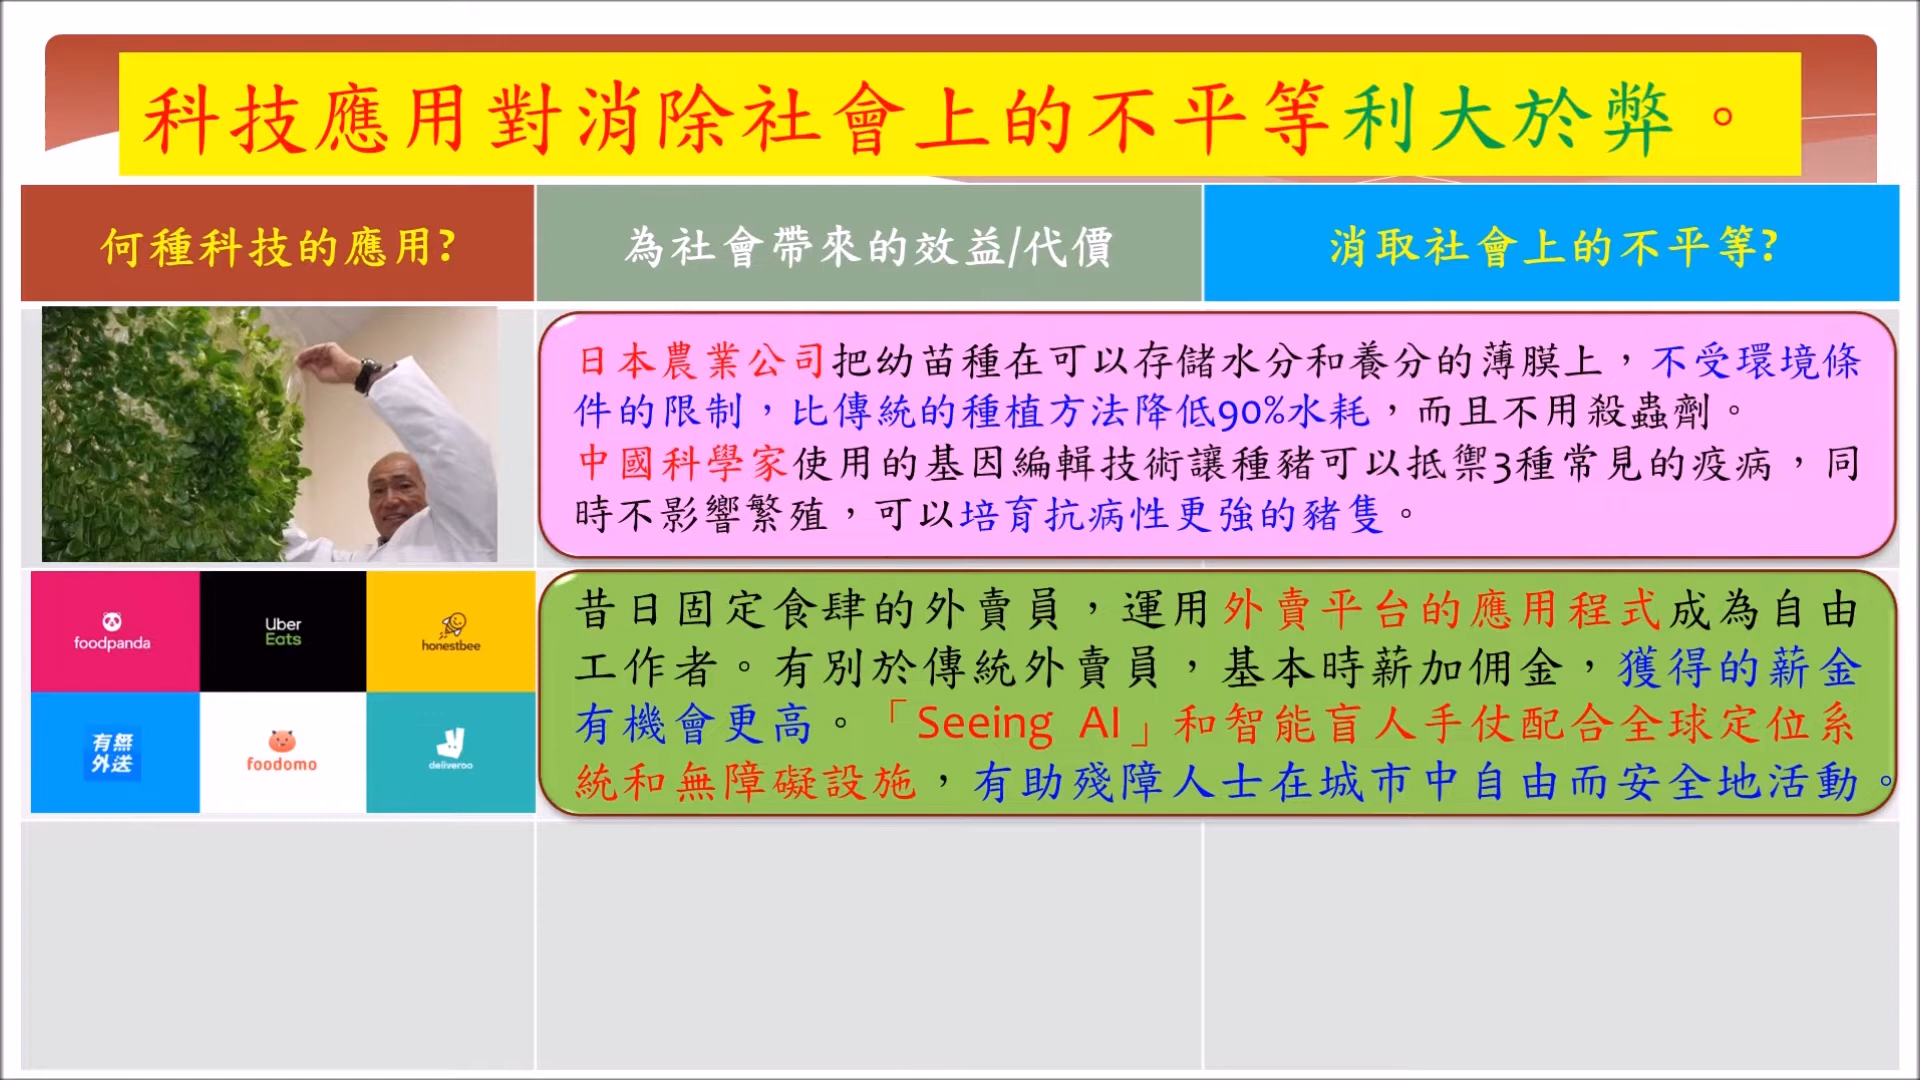 科技應用對消除社會上的不平等利大於弊。
何種科技的應用?
為社會帶來的效益/代價
消取社會上的不平等?
日本農業公司把幼苗種在可以存儲水分和養分的薄膜上，不受環境條
件的限制，比傳統的種植方法降低90%水耗，而且不用殺蟲劑。
中國科學家使用的基因編輯技術讓種豬可以抵禦3種常見的疫病，同
時不影響繁殖，可以培育抗病性更強的豬隻。
foodpanda
Uber
Eats
honestbee
有無
外送
foodomo
deliveroo
昔日固定食肆的外賣員，運用外賣平台的應用程式成為自由
工作者。有別於傳統外賣員，基本時薪加佣金，獲得的薪金
有機會更高。「Seeing AI」和智能盲人手仗配合全球定位系
統和無障礙設施，有助殘障人士在城市中自由而安全地活動。